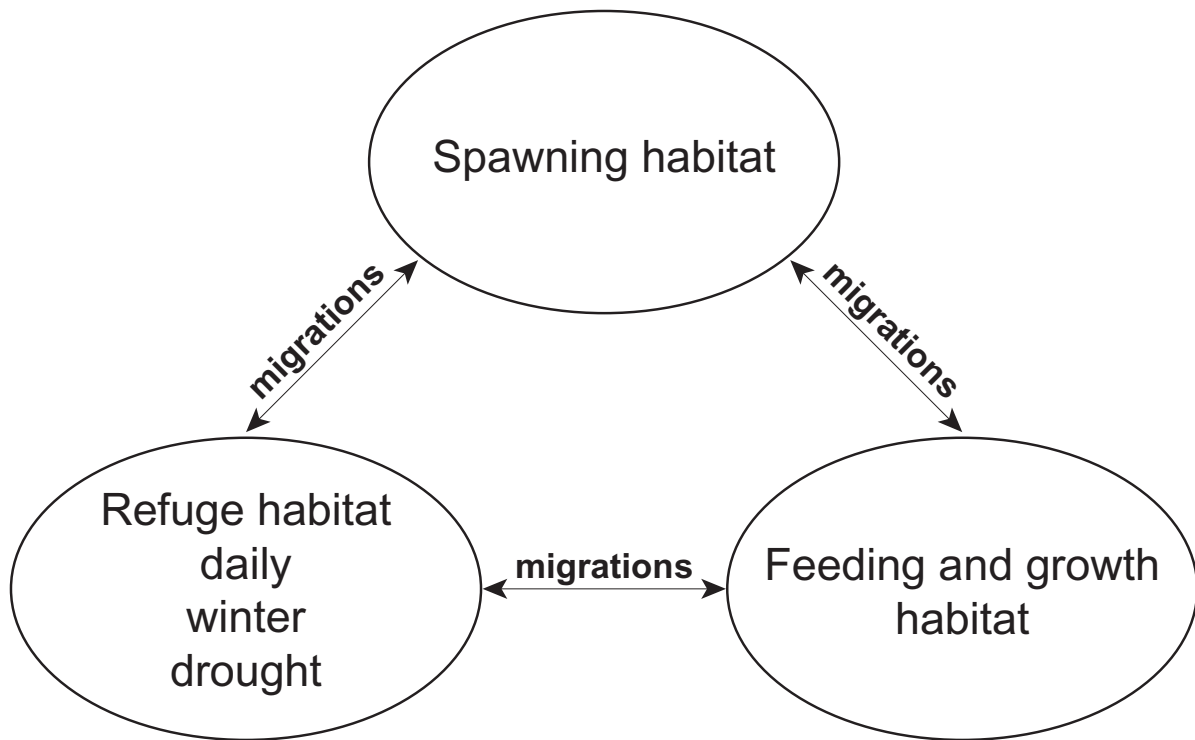 Spawning habitat
migrations
migrations
Refuge habitat
daily
winter
drought
migrations
Feeding and growth
habitat